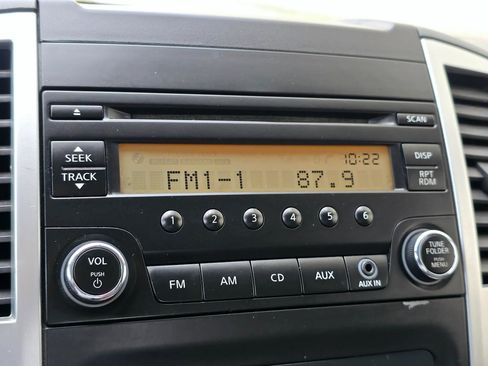 SCAN
SEEK
TRACK
10:22
FM1-1 87.9
DISP
RPT
RDM
1 2 3 4 5 6
VOL
PUSH
FM AM CD AUX
AUX IN
TUNE
FOLDER
PUSH
MENU